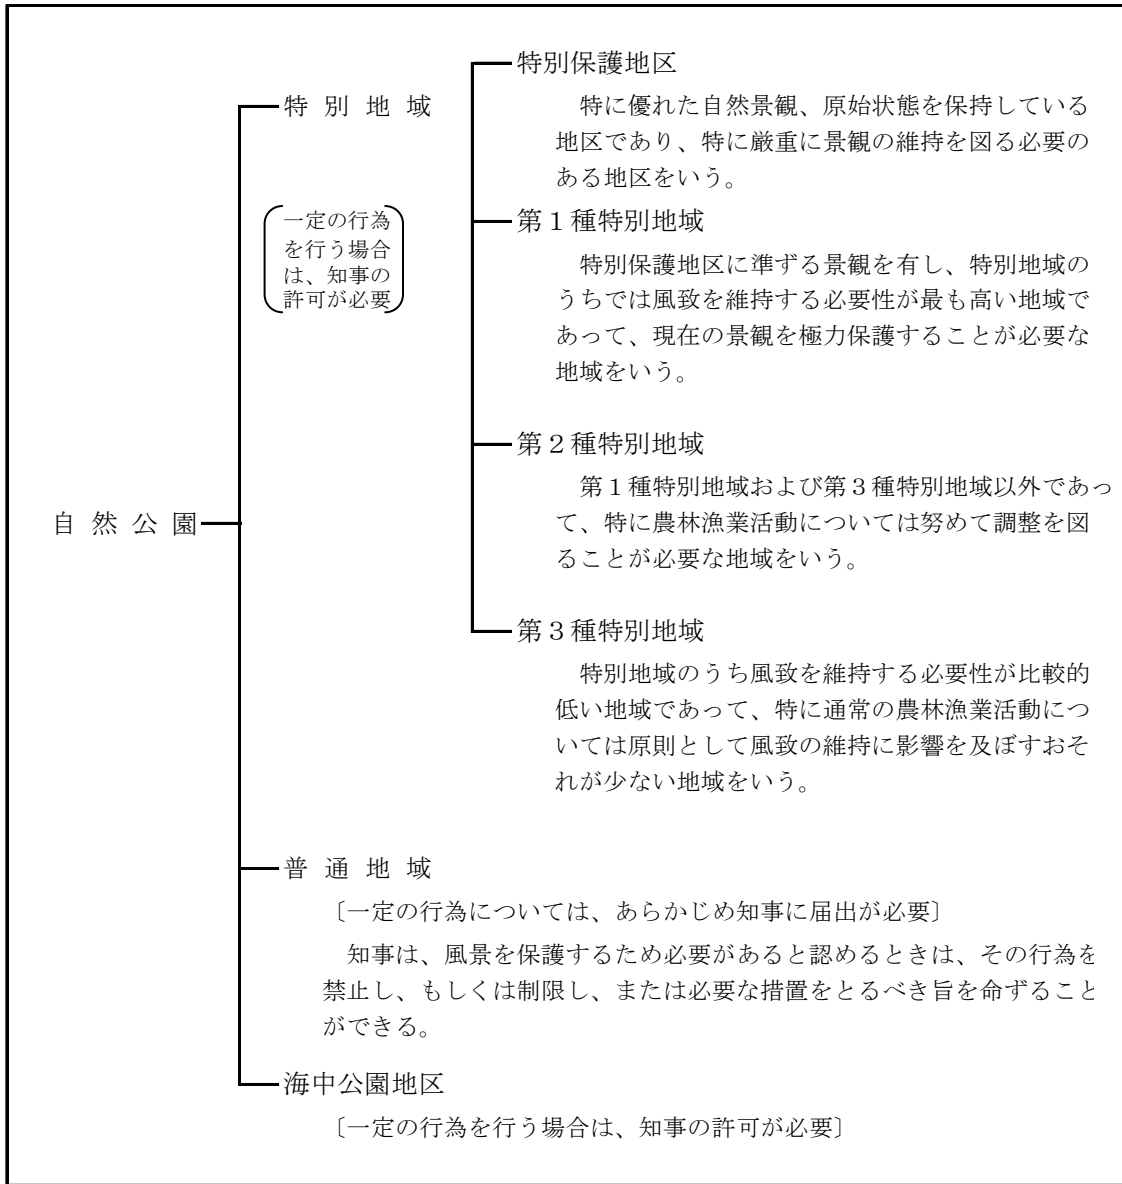 自然公園
特別地域
一定の行為
を行う場合
は、知事の
許可が必要
特別保護地区
特に優れた自然景観、原始状態を保持している
地区であり、特に厳重に景観の維持を図る必要の
ある地区をいう。
第1種特別地域
特別保護地区に準ずる景観を有し、特別地域の
うちでは風致を維持する必要性が最も高い地域で
あって、現在の景観を極力保護することが必要な
地域をいう。
第2種特別地域
第1種特別地域および第3種特別地域以外であっ
て、特に農林漁業活動については努めて調整を図
ることが必要な地域をいう。
第3種特別地域
特別地域のうち風致を維持する必要性が比較的
低い地域であって、特に通常の農林漁業活動につ
いては原則として風致の維持に影響を及ぼすおそ
れが少ない地域をいう。
普通地域
〔一定の行為については、あらかじめ知事に届出が必要〕
知事は、風景を保護するため必要があると認めるときは、その行為を
禁止し、もしくは制限し、または必要な措置をとるべき旨を命ずること
ができる。
海中公園地区
〔一定の行為を行う場合は、知事の許可が必要〕